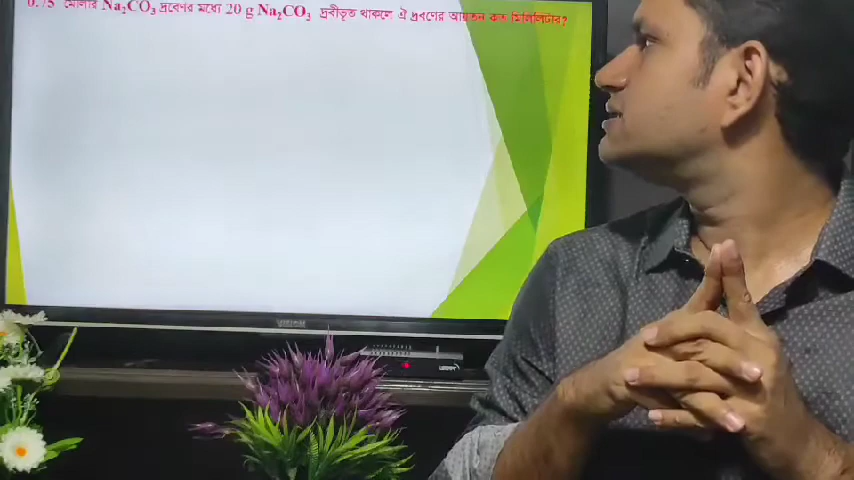 0.75 মোলার Na₂CO₃ দ্রবণের মধ্যে 20 g Na₂CO₃ দ্রবীভূত থাকলে ঐ দ্রবণের আয়তন কত মিলিলিটার?